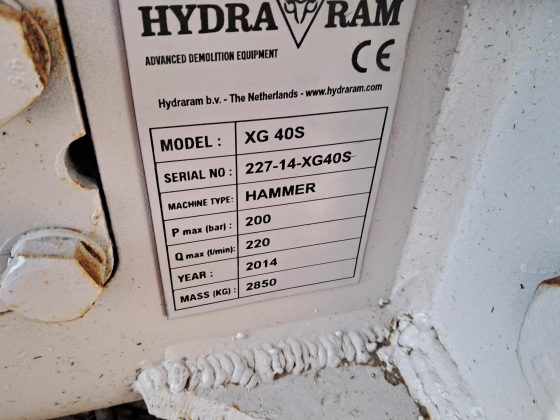 HYDRA RAM
ADVANCED DEMOLITION EQUIPMENT
CE
Hydraram b.v. - The Netherlands - www.hydraram.com
MODEL : XG 40S
SERIAL NO : 227-14-XG40S
MACHINE TYPE: HAMMER
P max (bar) : 200
Q max (l/min): 220
YEAR : 2014
MASS (KG) : 2850